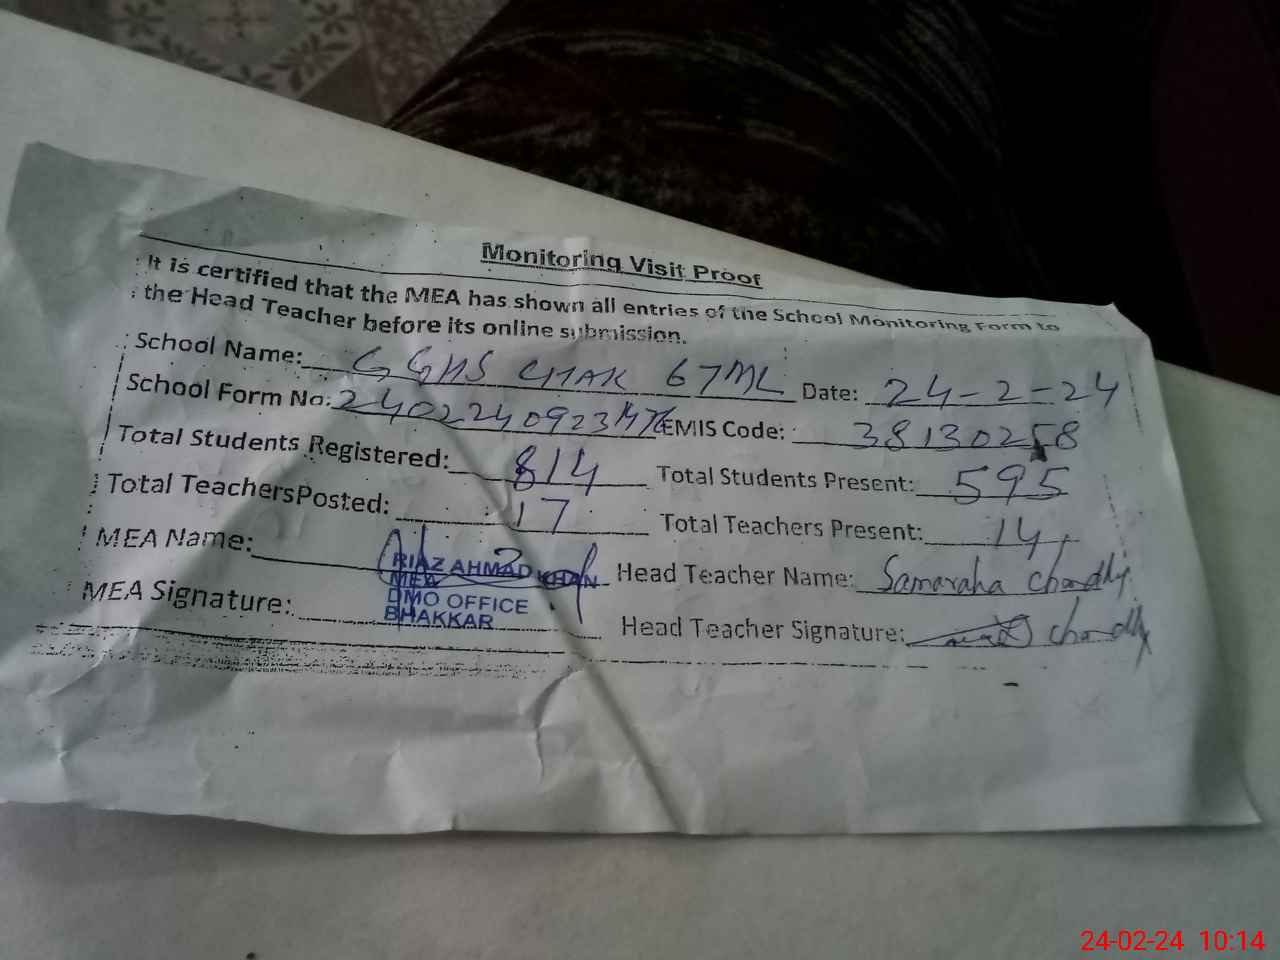 Monitoring Visit Proof
It is certified that the MEA has shown all entries of the School Monitoring Form to
the Head Teacher before its online submission.
School Name: GGHS CHAK 67ML Date: 24-2-24
School Form No: EMIS Code: 38130258
Total Students Registered: 814 Total Students Present: 595
Total Teachers Posted: 17 Total Teachers Present: 14
MEA Name: RIAZ AHMAD KHAN Head Teacher Name: Samaraha
MEA
MEA Signature: DMO OFFICE Head Teacher Signature:
BHAKKAR
24-02-24 10:14